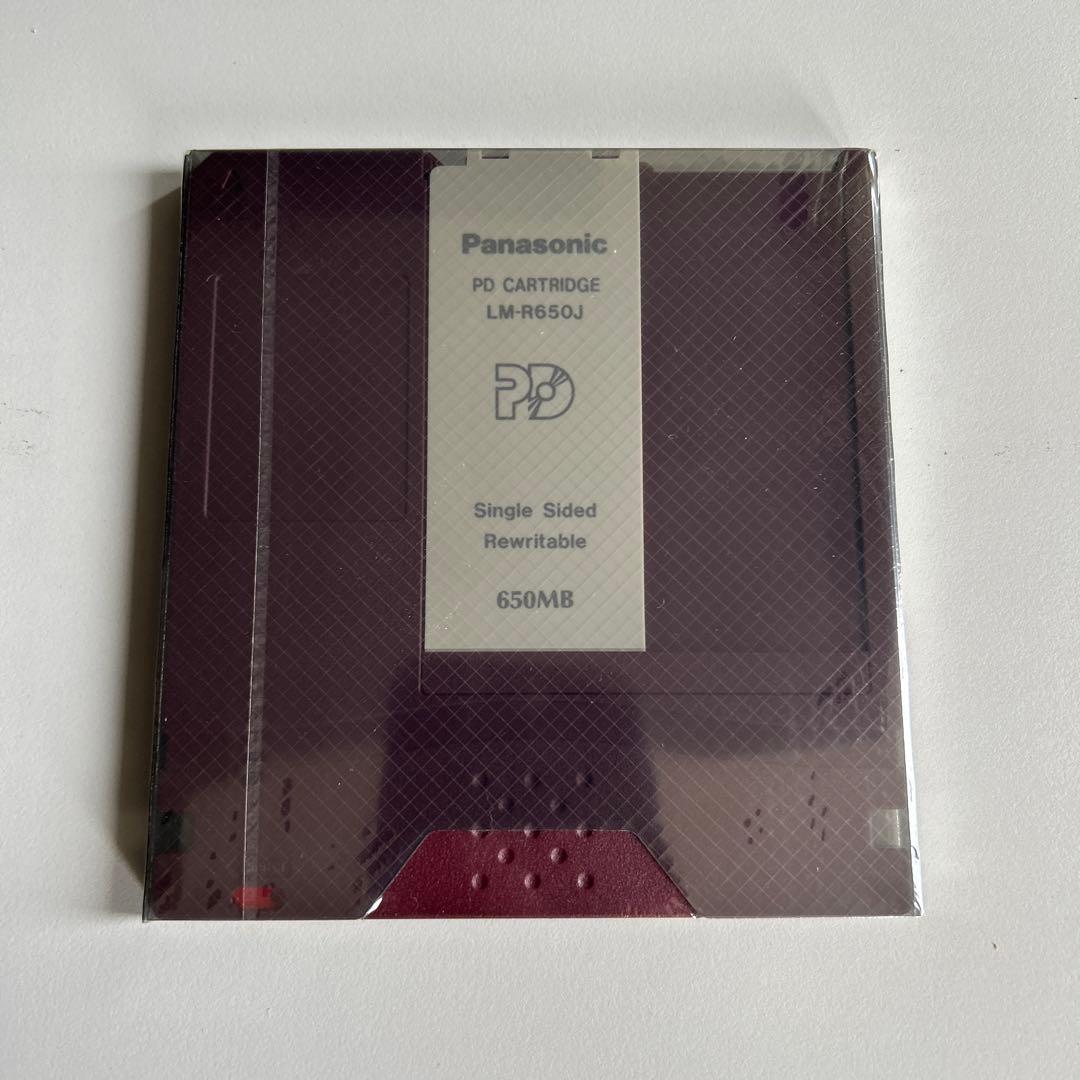 Panasonic
PD CARTRIDGE
LM-R650J
PD
Single Sided
Rewritable
650MB